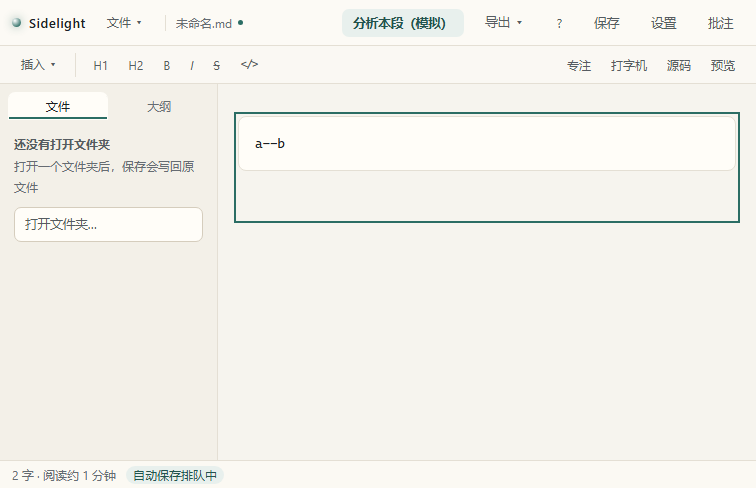 Sidelight 文件 ▾ 未命名.md ● 分析本段（模拟） 导出 ▾ ? 保存 设置 批注
插入 ▾ H1 H2 B I S </> 专注 打字机 源码 预览
文件 大纲
还没有打开文件夹
打开一个文件夹后，保存会写回原
文件
打开文件夹...
a--b
2 字 · 阅读约 1 分钟 自动保存排队中